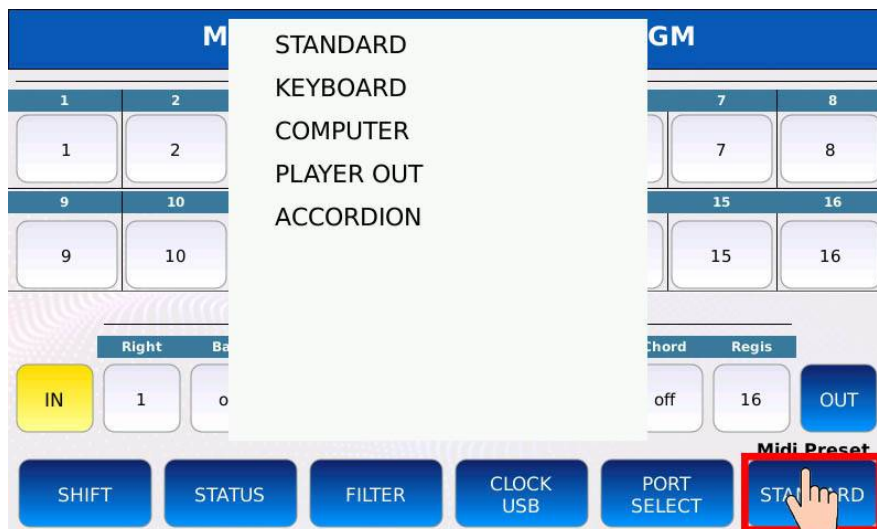 GM
STANDARD
KEYBOARD
COMPUTER
PLAYER OUT
ACCORDION
1 2 7 8
1 2 7 8
9 10 15 16
9 10 15 16
Right Chord Regis
IN 1 off 16 OUT
Midi Preset
SHIFT STATUS FILTER CLOCK USB PORT SELECT STANDARD